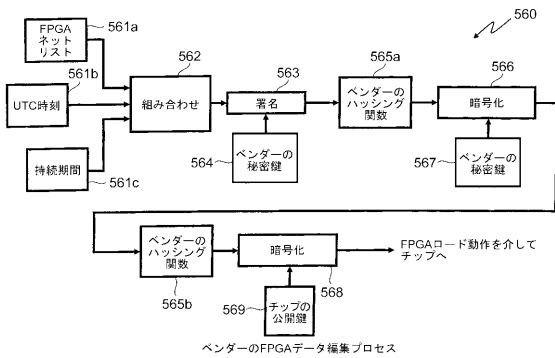 560
FPGA
ネット
リスト
561a
UTC時刻
561b
持続期間
561c
562
組み合わせ
563
署名
564
ベンダーの
秘密鍵
565a
ベンダーの
ハッシング
関数
566
暗号化
567
ベンダーの
秘密鍵
ベンダーの
ハッシング
関数
565b
暗号化
568
569
チップの
公開鍵
FPGAロード動作を介して
チップへ
ベンダーのFPGAデータ編集プロセス